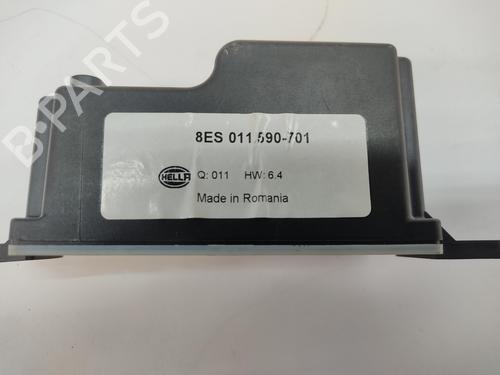 B-PARTS
8ES 011 590-701
HELLA
Q: 011 HW: 6.4
Made in Romania